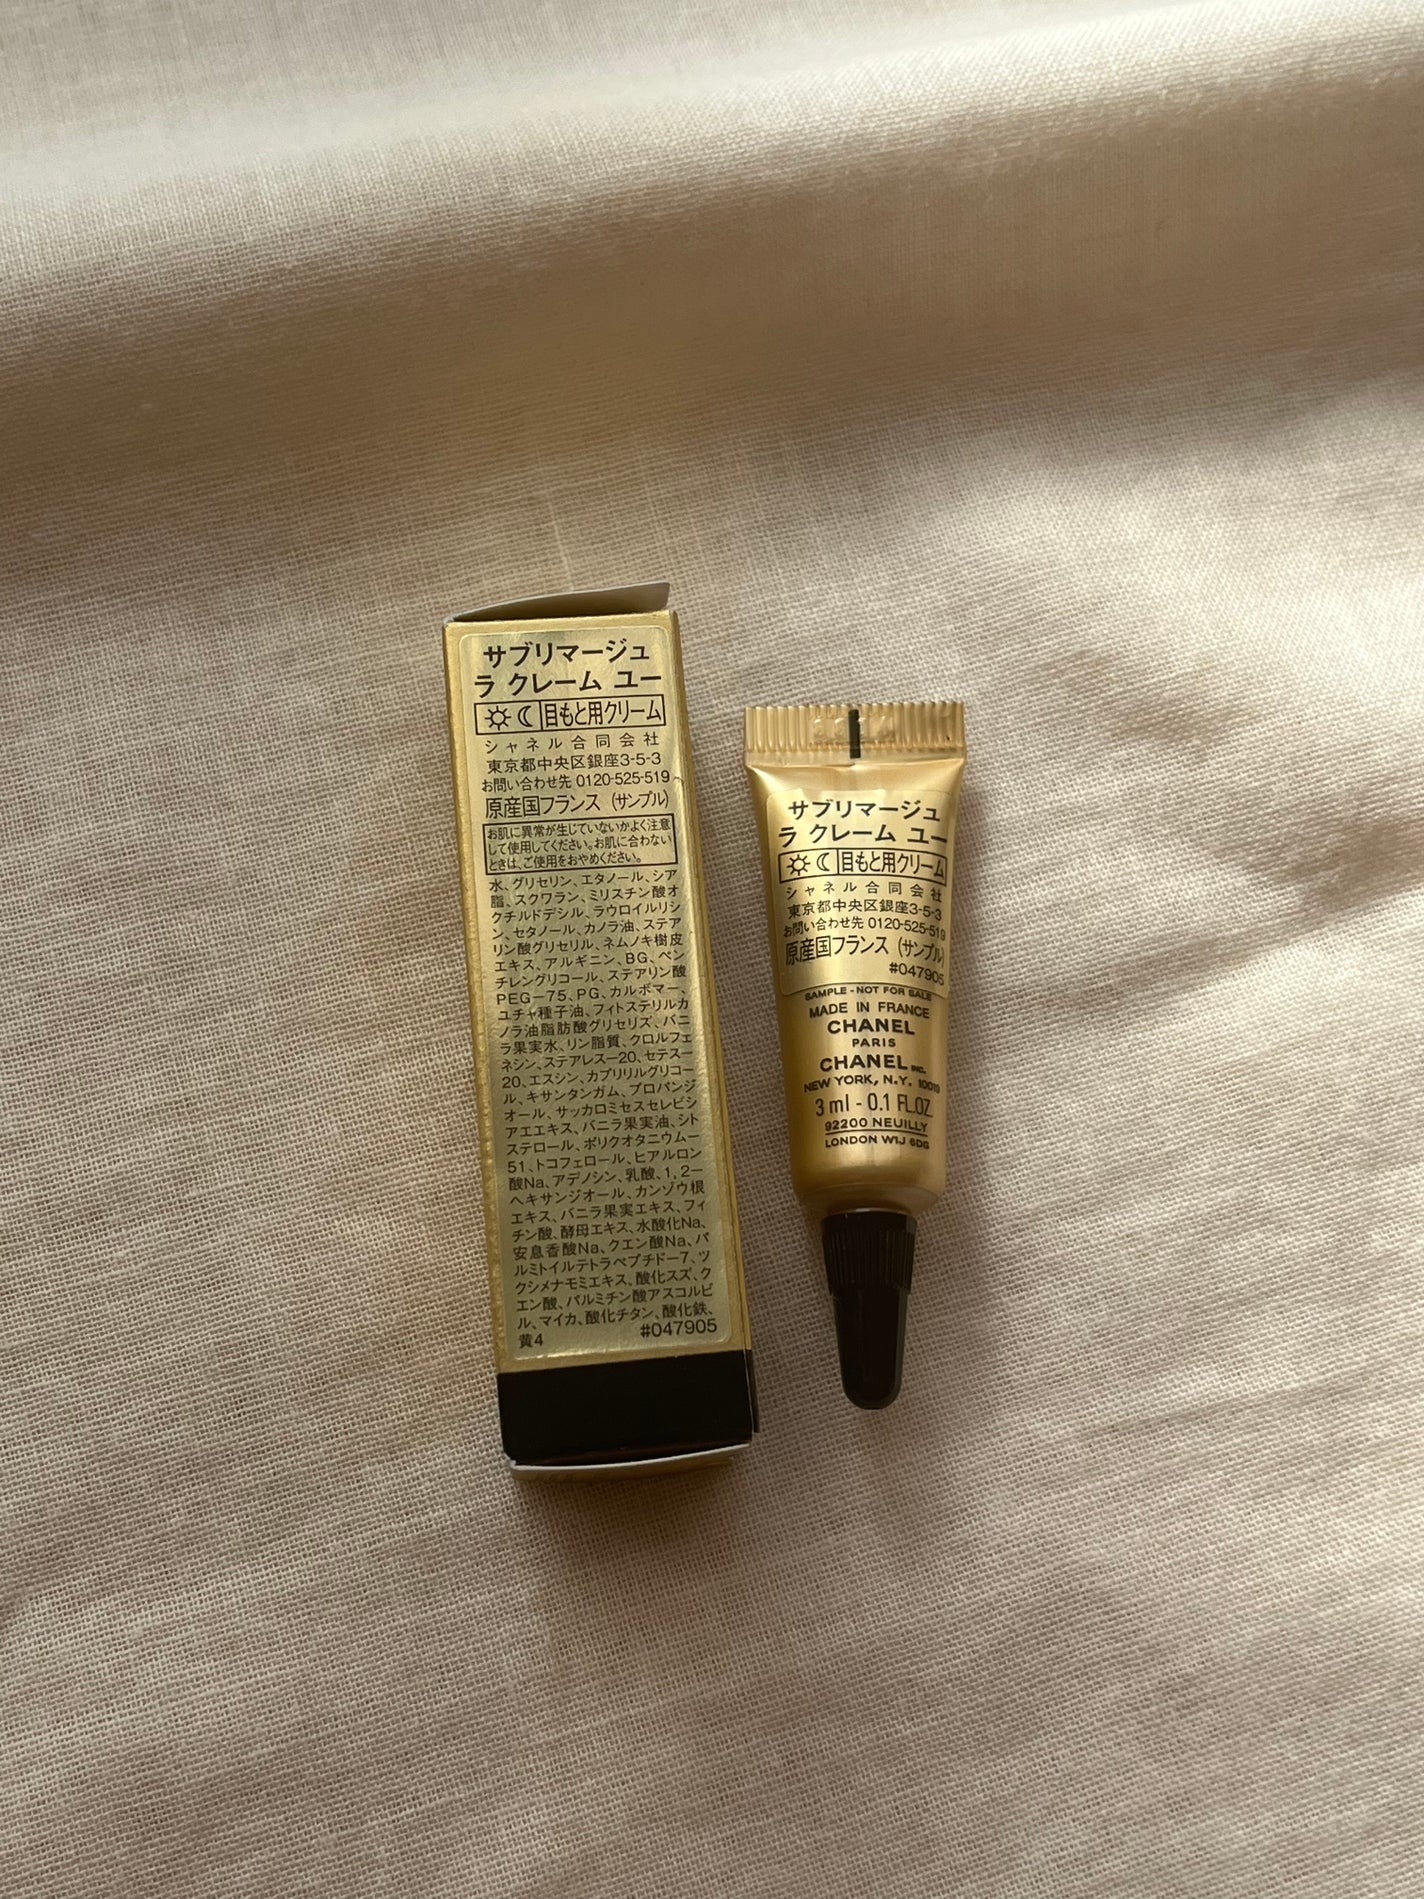 サブリマージュ
ラ クレーム ユー
目もと用クリーム
シャネル合同会社
東京都中央区銀座3-5-3
お問い合わせ先 0120-525-519
原産国フランス (サンプル)
お肌に異常が生じていないかよく注意
して使用してください。お肌に合わない
ときは、ご使用をおやめください。
水、グリセリン、エタノール、シア
脂、スクワラン、ミリスチン酸オ
クチルドデシル、ラウロイルリシ
ン、セタノール、カノラ油、ステア
リン酸グリセリル、ネムノキ樹皮
エキス、アルギニン、BG、ペン
チレングリコール、ステアリン酸
PEG-75、PG、カルボマー、
ユチャ種子油、フィトステリルカ
ノラ油脂肪酸グリセリズ、バニ
ラ果実水、リン脂質、クロルフェ
ネシン、ステアレス-20、セテス-
20、エスシン、カプリリルグリコー
ル、キサンタンガム、プロパンジ
オール、サッカロミセスセレビシ
アエエキス、バニラ果実油、シト
ステロール、ポリクオタニウム-
51、トコフェロール、ヒアルロン
酸Na、アデノシン、乳酸、1,2-
ヘキサンジオール、カンゾウ根
エキス、バニラ果実エキス、フィ
チン酸、酵母エキス、水酸化Na、
安息香酸Na、クエン酸Na、パ
ルミトイルテトラペプチド-7、ツ
クシメナモミエキス、酸化スズ、ク
エン酸、パルミチン酸アスコルビ
ル、マイカ、酸化チタン、酸化鉄、
黄4 #047905
サブリマージュ
ラ クレーム ユー
目もと用クリーム
シャネル合同会社
東京都中央区銀座3-5-3
お問い合わせ先 0120-525-519
原産国フランス (サンプル)
#047905
SAMPLE - NOT FOR SALE
MADE IN FRANCE
CHANEL
PARIS
CHANEL INC.
NEW YORK, N.Y. 10019
3 ml - 0.1 FL.OZ.
92200 NEUILLY
LONDON W1J 6DG